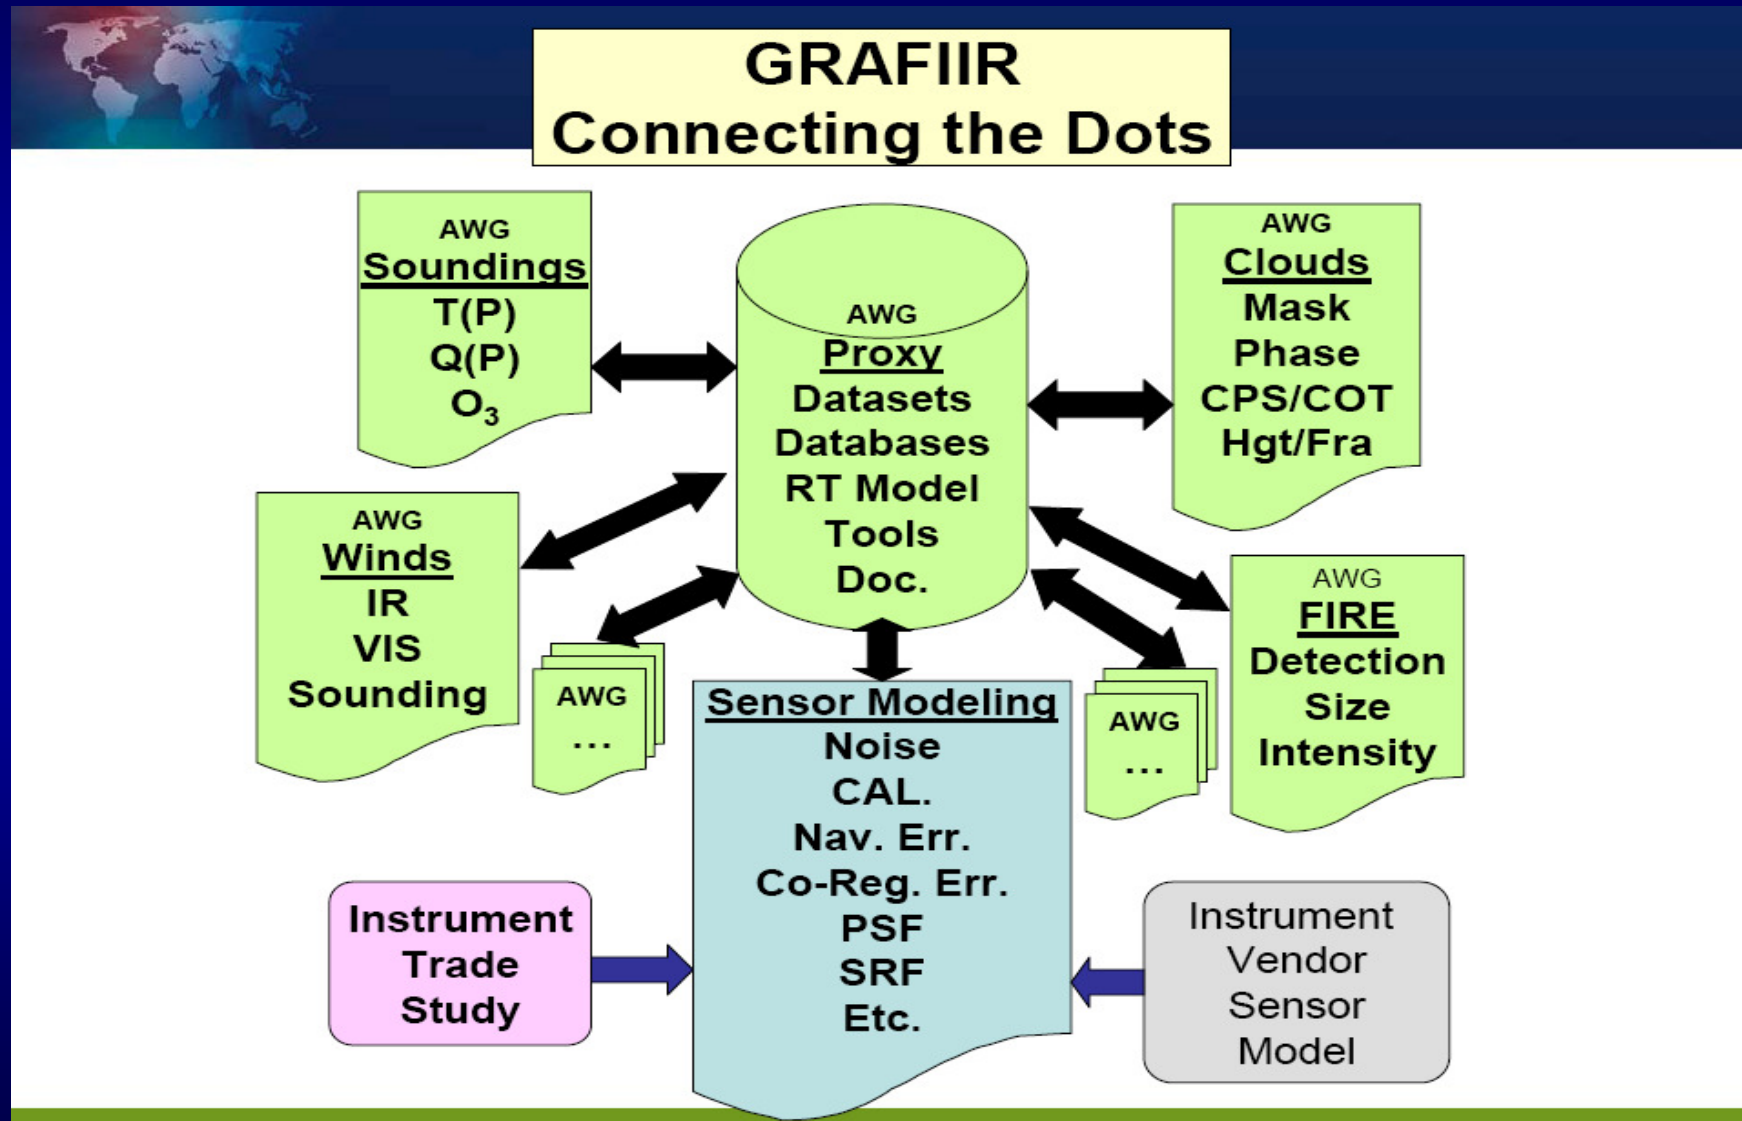 GRAFIIR
Connecting the Dots
AWG
Soundings
T(P)
Q(P)
O₃
AWG
Proxy
Datasets
Databases
RT Model
Tools
Doc.
AWG
Clouds
Mask
Phase
CPS/COT
Hgt/Fra
AWG
Winds
IR
VIS
Sounding
AWG
...
AWG
...
AWG
FIRE
Detection
Size
Intensity
Sensor Modeling
Noise
CAL.
Nav. Err.
Co-Reg. Err.
PSF
SRF
Etc.
Instrument
Trade
Study
Instrument
Vendor
Sensor
Model